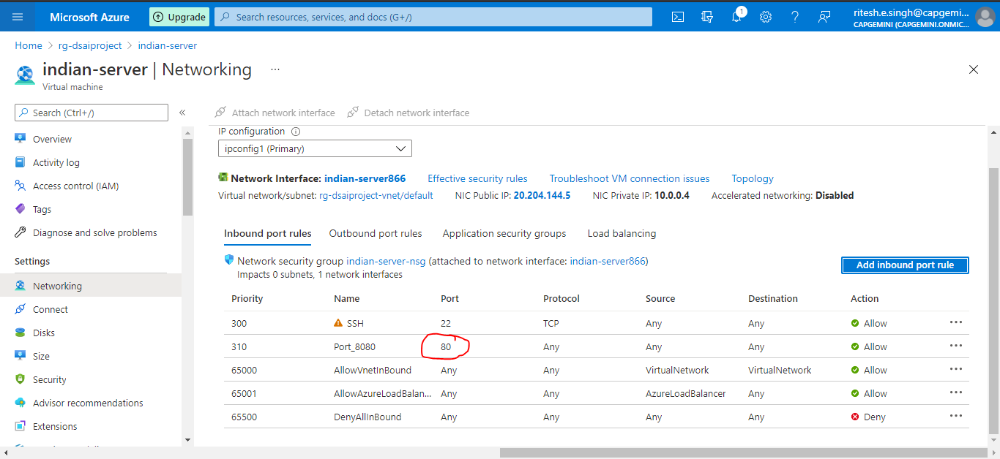 Microsoft Azure Upgrade Search resources, services, and docs (G+/) 1 ritesh.e.singh@capgemini...
CAPGEMINI (CAPGEMINI.ONMIC...
Home > rg-dsaiproject > indian-server
indian-server | Networking ...
Virtual machine
Search (Ctrl+/) «
Overview
Activity log
Access control (IAM)
Tags
Diagnose and solve problems
Settings
Networking
Connect
Disks
Size
Security
Advisor recommendations
Extensions
Attach network interface Detach network interface
IP configuration
ipconfig1 (Primary)
Network Interface: indian-server866 Effective security rules Troubleshoot VM connection issues Topology
Virtual network/subnet: rg-dsaiproject-vnet/default NIC Public IP: 20.204.144.5 NIC Private IP: 10.0.0.4 Accelerated networking: Disabled
Inbound port rules Outbound port rules Application security groups Load balancing
Network security group indian-server-nsg (attached to network interface: indian-server866)
Impacts 0 subnets, 1 network interfaces
Add inbound port rule
Priority Name Port Protocol Source Destination Action
300 SSH 22 TCP Any Any Allow ...
310 Port_8080 80 Any Any Any Allow ...
65000 AllowVnetInBound Any Any VirtualNetwork VirtualNetwork Allow ...
65001 AllowAzureLoadBalan... Any Any AzureLoadBalancer Any Allow ...
65500 DenyAllInBound Any Any Any Any Deny ...